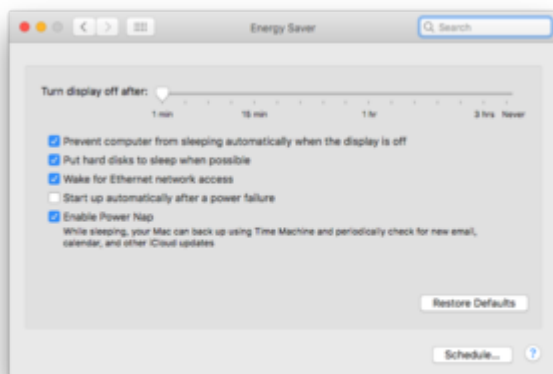 Energy Saver
Search
Turn display off after:
1 min 15 min 1 hr 3 hrs Never
Prevent computer from sleeping automatically when the display is off
Put hard disks to sleep when possible
Wake for Ethernet network access
Start up automatically after a power failure
Enable Power Nap
While sleeping, your Mac can back up using Time Machine and periodically check for new email,
calendar, and other iCloud updates
Restore Defaults
Schedule... ?